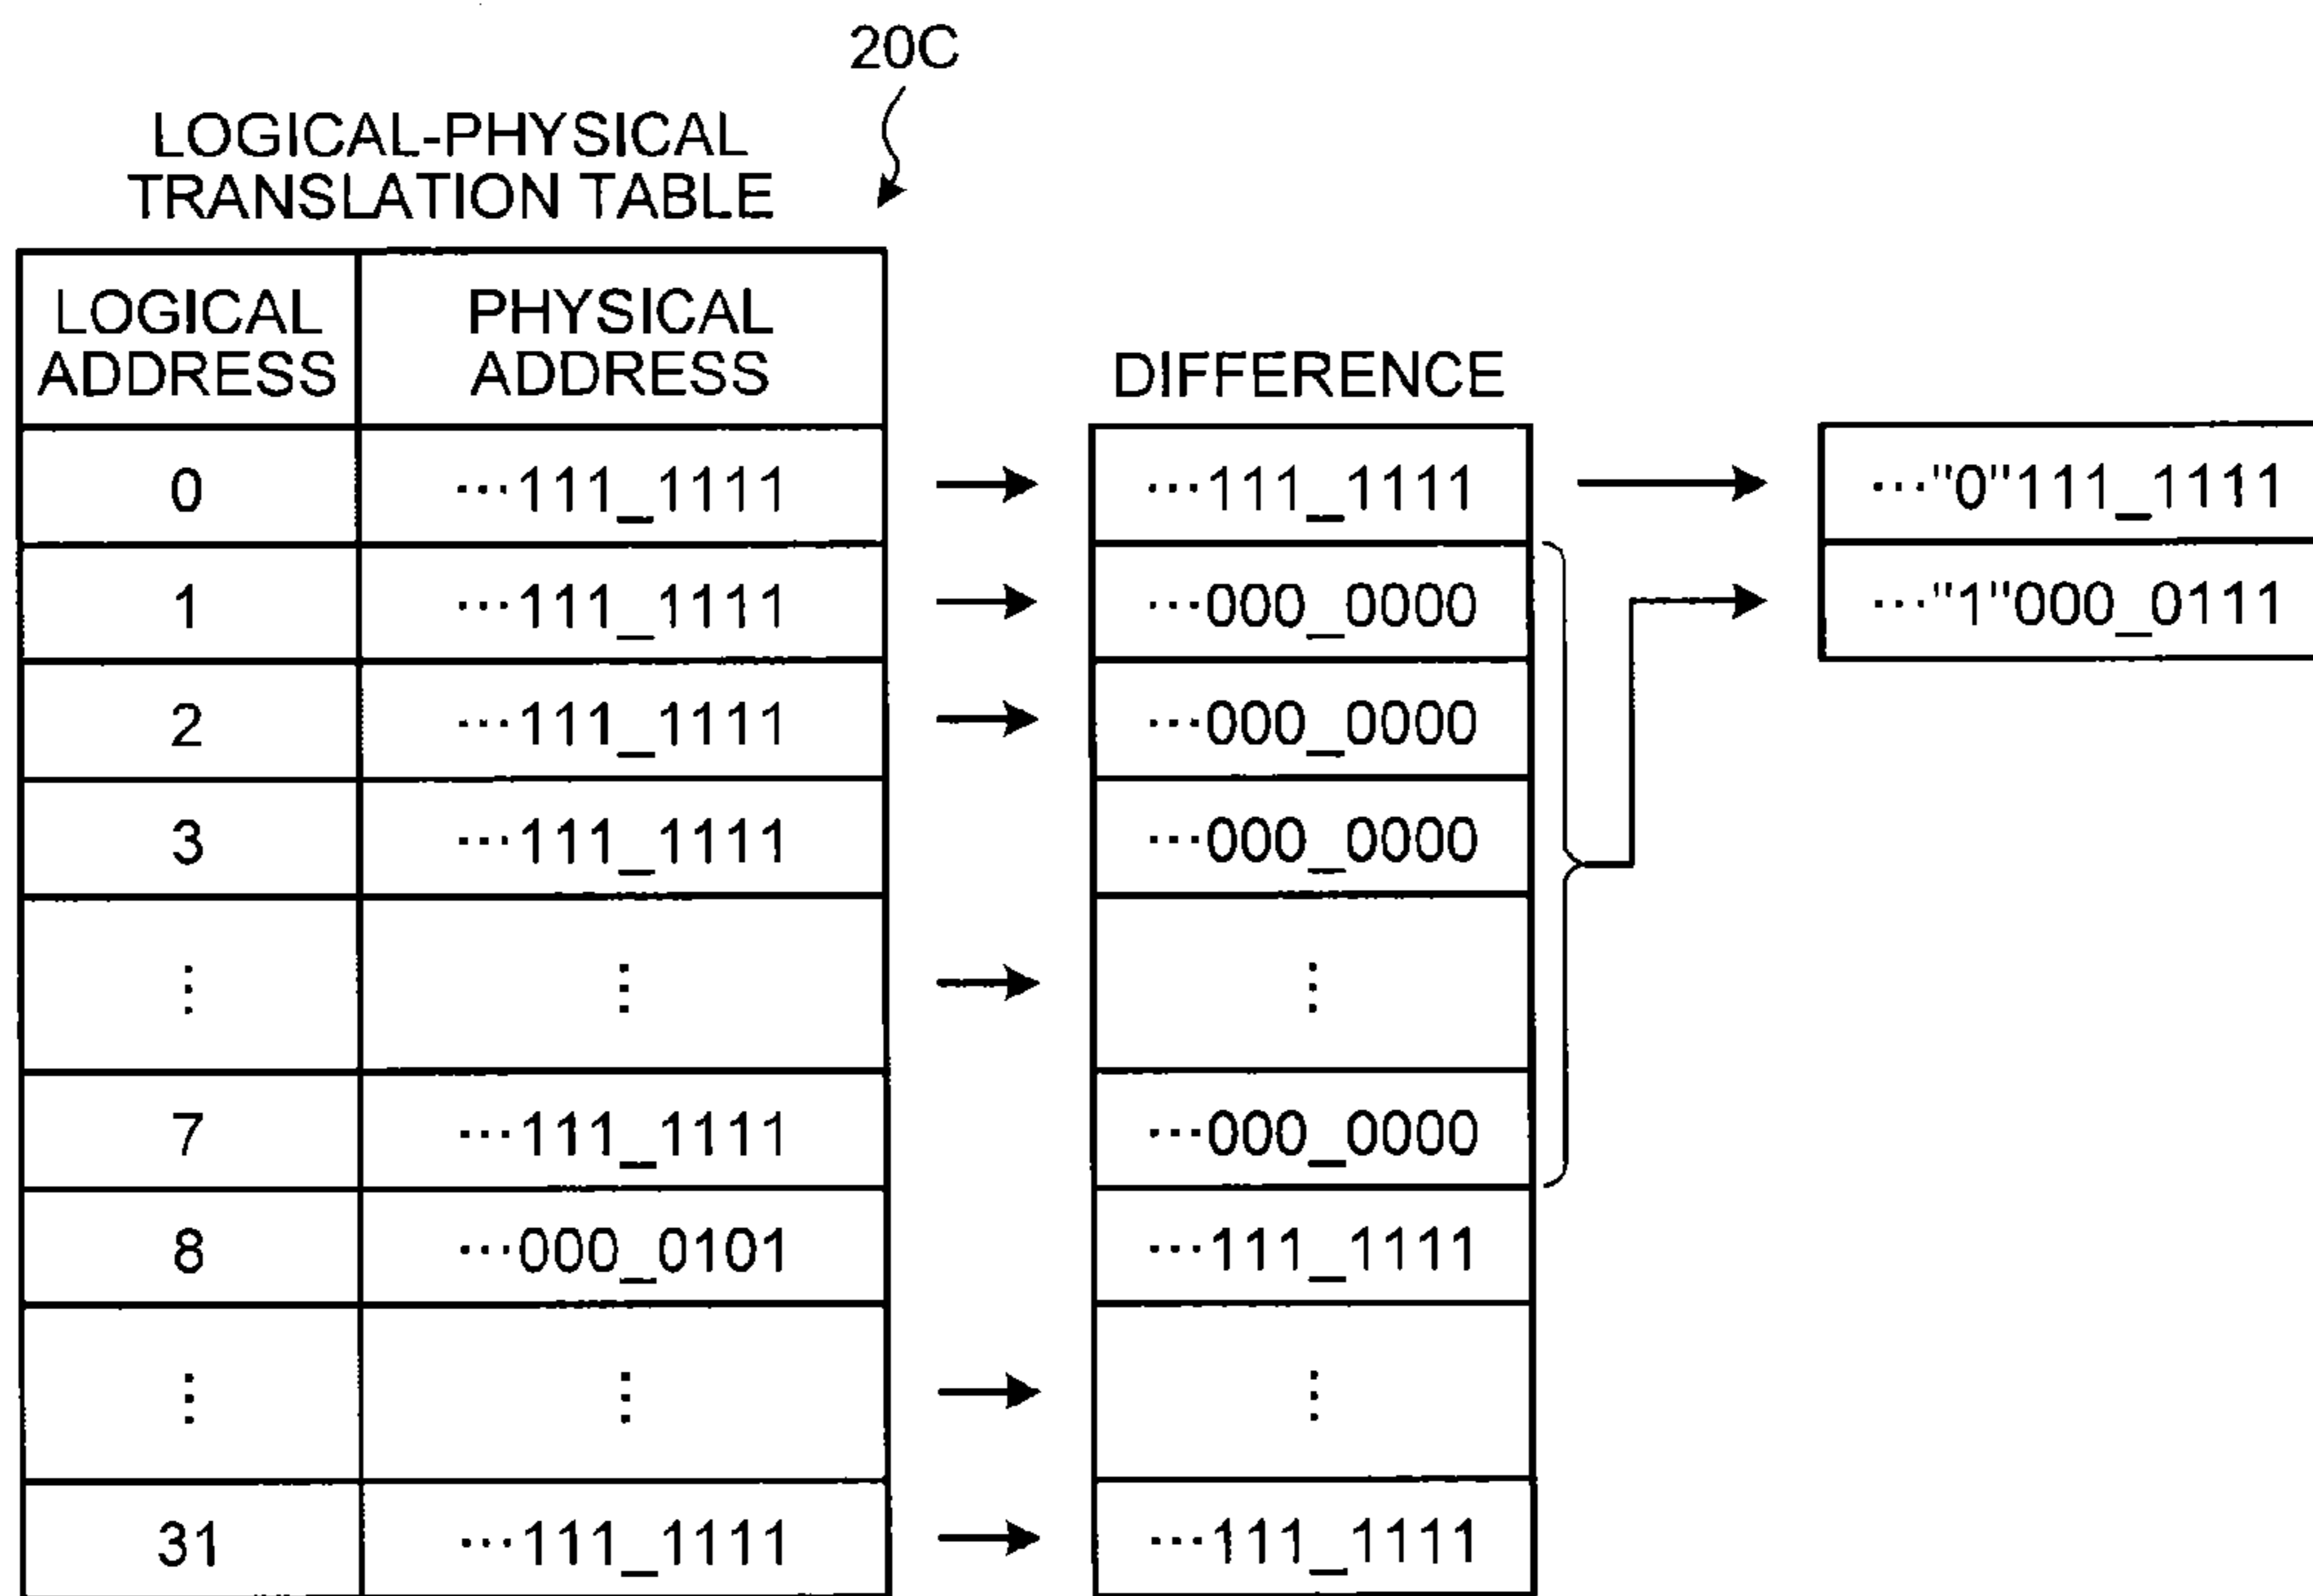 20C
LOGICAL-PHYSICAL
TRANSLATION TABLE
LOGICAL
ADDRESS
PHYSICAL
ADDRESS
DIFFERENCE
0 ···111_1111 ···111_1111 ···"0"111_1111
1 ···111_1111 ···000_0000 ···"1"000_0111
2 ···111_1111 ···000_0000
3 ···111_1111 ···000_0000
⋮ ⋮ ⋮
7 ···111_1111 ···000_0000
8 ···000_0101 ···111_1111
⋮ ⋮ ⋮
31 ···111_1111 ···111_1111